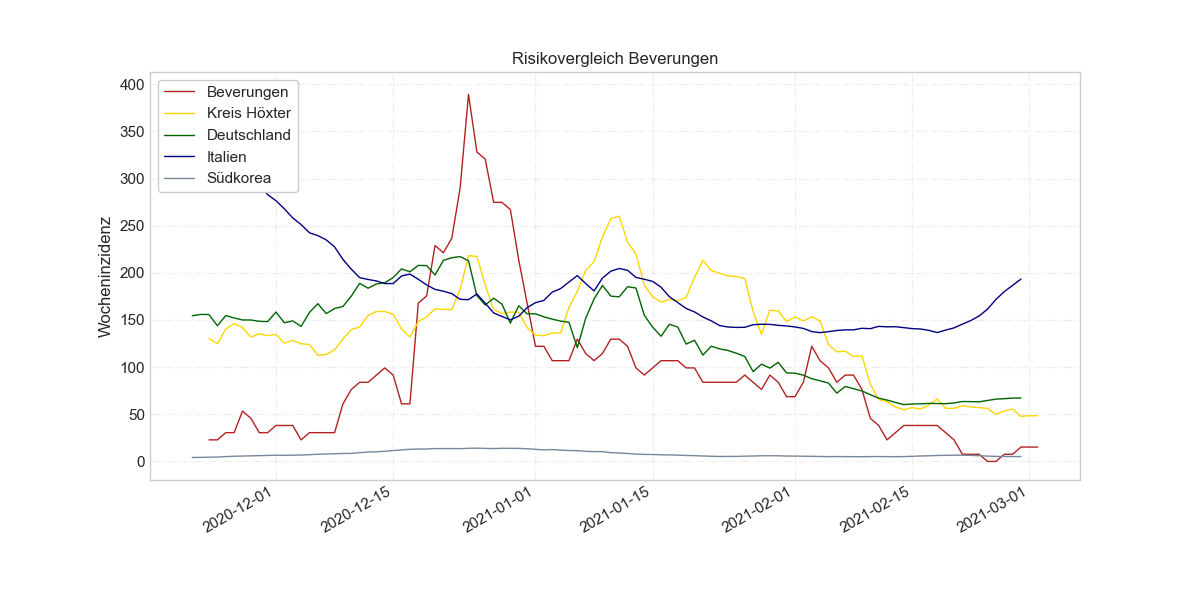 Risikovergleich Beverungen
Wocheninzidenz
400
350
300
250
200
150
100
50
0
Beverungen
Kreis Höxter
Deutschland
Italien
Südkorea
2020-12-01
2020-12-15
2021-01-01
2021-01-15
2021-02-01
2021-02-15
2021-03-01